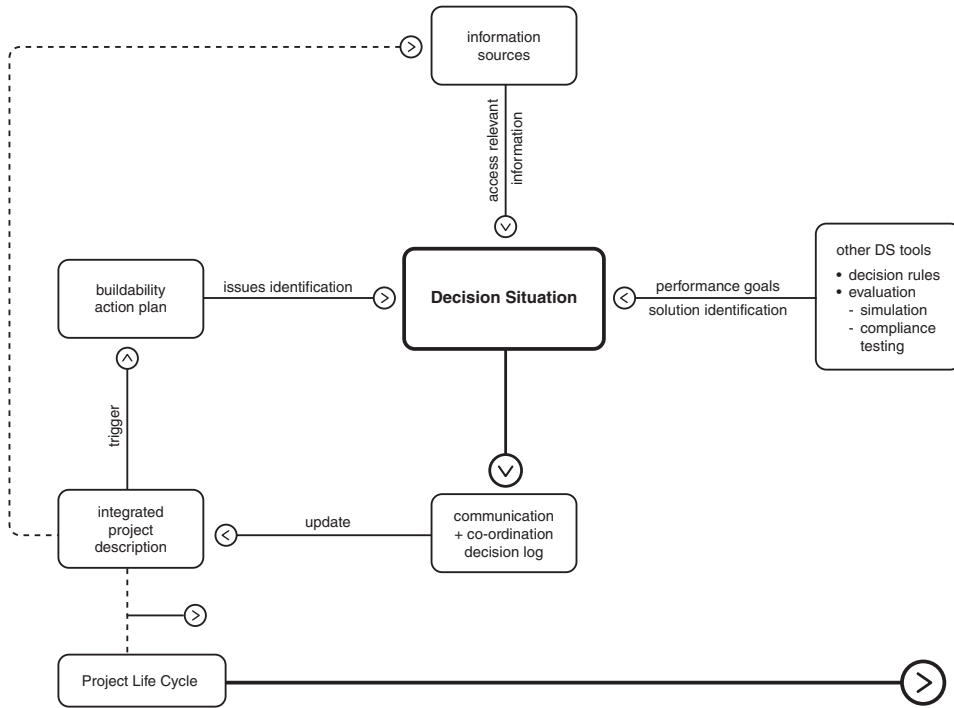 information
sources
access relevant
information
buildability
action plan
issues identification
Decision Situation
performance goals
solution identification
other DS tools
• decision rules
• evaluation
- simulation
- compliance
testing
trigger
integrated
project
description
update
communication
+ co-ordination
decision log
Project Life Cycle